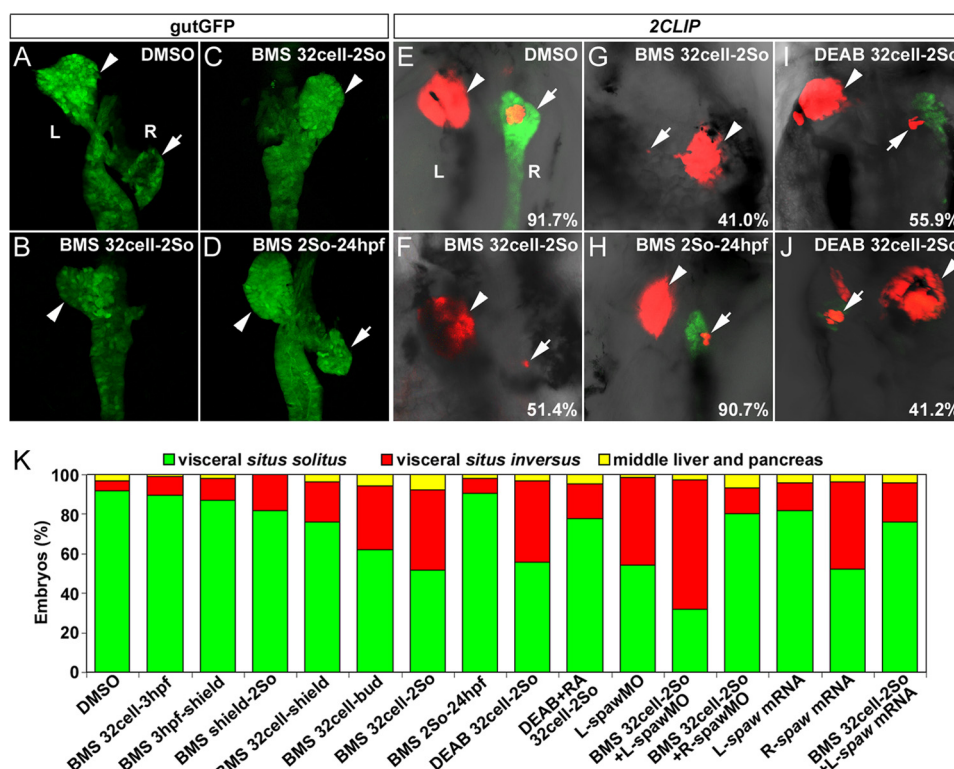 gutGFP
2CLIP
A DMSO
L R
C BMS 32cell-2So
B BMS 32cell-2So
D BMS 2So-24hpf
E DMSO
L R
91.7%
G BMS 32cell-2So
41.0%
I DEAB 32cell-2So
55.9%
F BMS 32cell-2So
51.4%
H BMS 2So-24hpf
90.7%
J DEAB 32cell-2So
41.2%
K
visceral situs solitus
visceral situs inversus
middle liver and pancreas
Embryos (%)
100
80
60
40
20
0
DMSO
BMS 32cell-3hpf
BMS 3hpf-shield
BMS shield-2So
BMS 32cell-shield
BMS 32cell-bud
BMS 32cell-2So
BMS 2So-24hpf
DEAB 32cell-2So
DEAB+RA
32cell-2So
L-spawMO
BMS 32cell-2So
+L-spawMO
BMS 32cell-2So
+R-spawMO
L-spaw mRNA
R-spaw mRNA
BMS 32cell-2So
+L-spaw mRNA